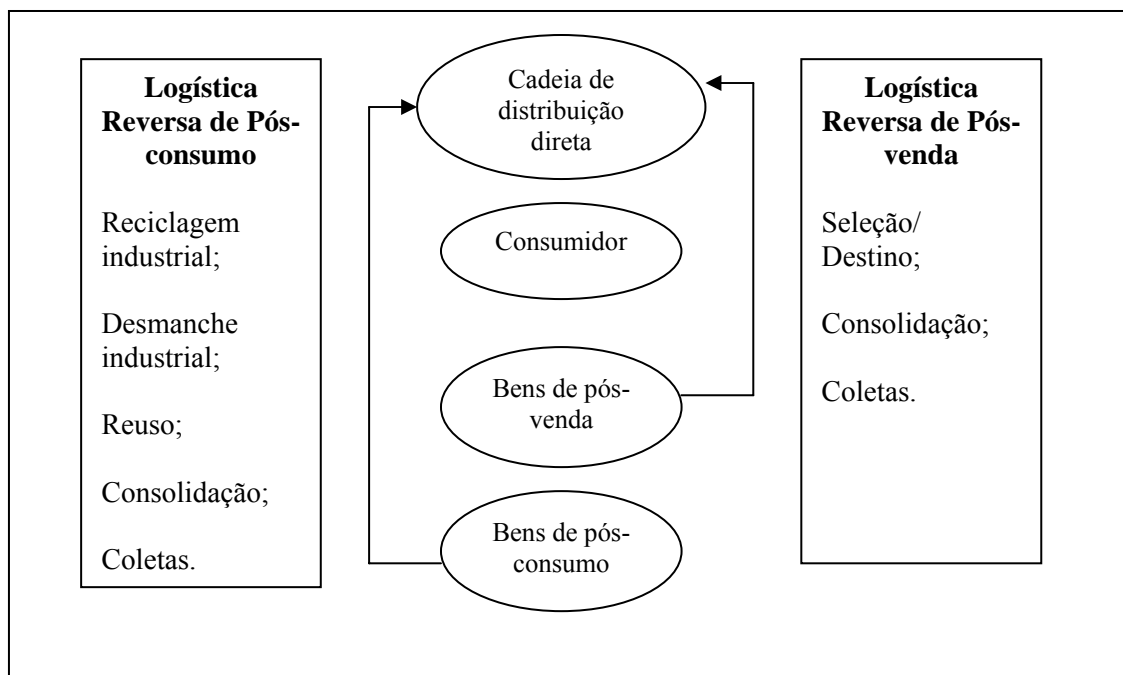 Logística
Reversa de Pós-
consumo
Reciclagem
industrial;
Desmanche
industrial;
Reuso;
Consolidação;
Coletas.
Cadeia de
distribuição
direta
Consumidor
Bens de pós-
venda
Bens de pós-
consumo
Logística
Reversa de Pós-
venda
Seleção/
Destino;
Consolidação;
Coletas.